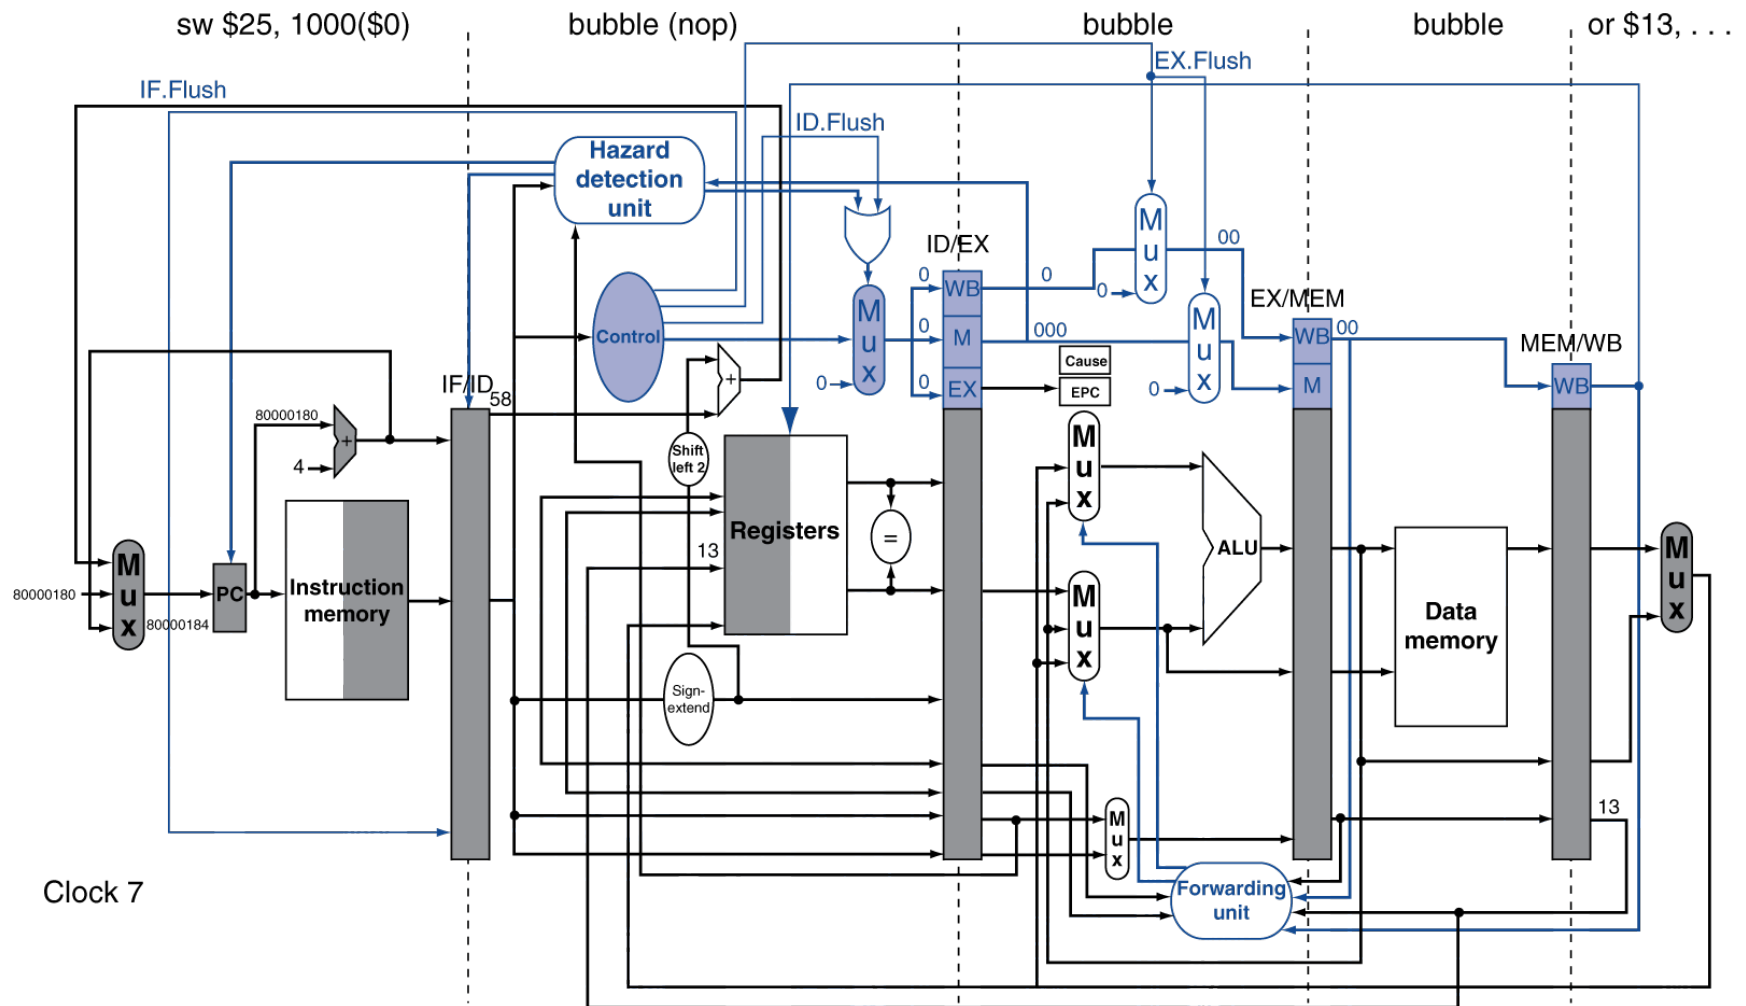 sw $25, 1000($0)
bubble (nop)
bubble
bubble
or $13, . . .
EX.Flush
IF.Flush
ID.Flush
Hazard
detection
unit
M
u
x
00
ID/EX
0
0
WB
0
EX/MEM
M
u
x
M
u
x
Control
0
M
000
WB
00
MEM/WB
Cause
0
0
EX
EPC
0
M
WB
IF/ID
58
+
80000180
+
4
Shift
left 2
M
u
x
Registers
=
13
ALU
M
u
x
80000180
80000184
PC
Instruction
memory
M
u
x
Data
memory
M
u
x
Sign-
extend
M
u
x
13
Clock 7
Forwarding
unit